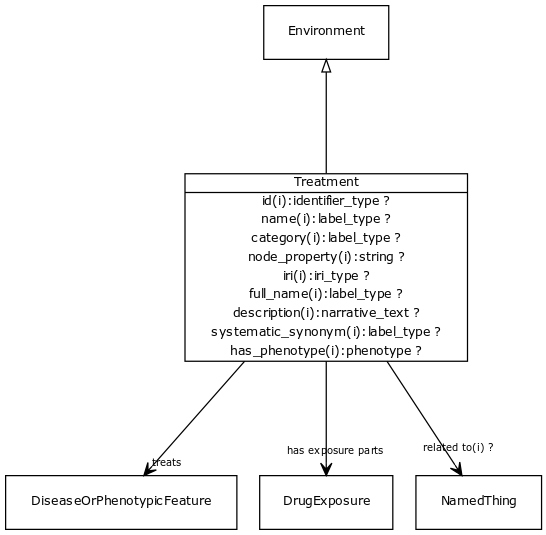 Environment
Treatment
id(i):identifier_type ?
name(i):label_type ?
category(i):label_type ?
node_property(i):string ?
iri(i):iri_type ?
full_name(i):label_type ?
description(i):narrative_text ?
systematic_synonym(i):label_type ?
has_phenotype(i):phenotype ?
treats
has exposure parts
related to(i) ?
DiseaseOrPhenotypicFeature
DrugExposure
NamedThing